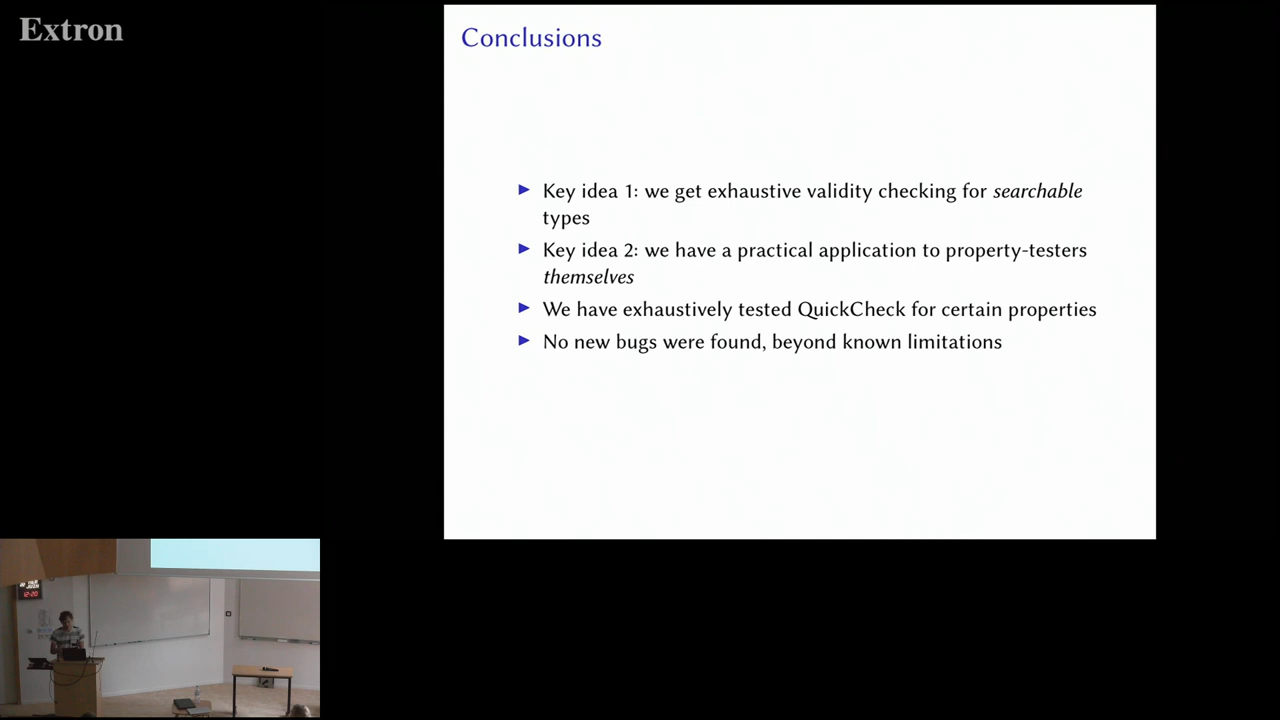 Extron
Conclusions
▶ Key idea 1: we get exhaustive validity checking for searchable
types
▶ Key idea 2: we have a practical application to property-testers
themselves
▶ We have exhaustively tested QuickCheck for certain properties
▶ No new bugs were found, beyond known limitations
12:20